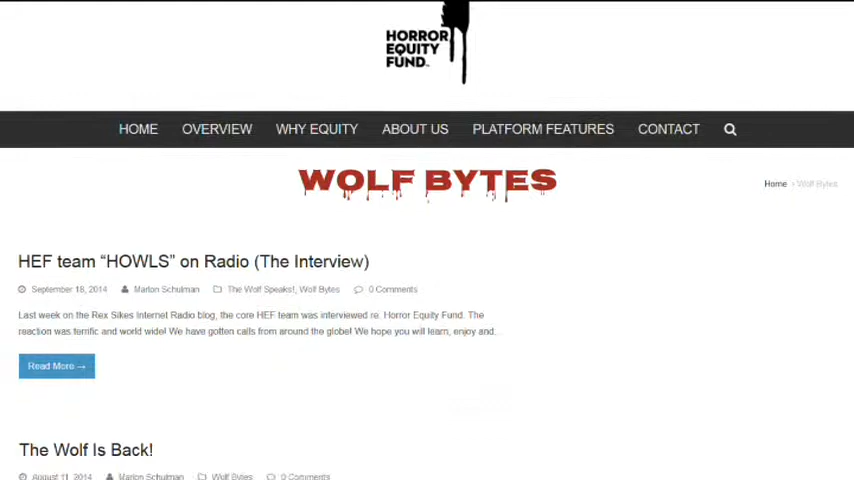 HORROR
EQUITY
FUND™
HOME OVERVIEW WHY EQUITY ABOUT US PLATFORM FEATURES CONTACT
WOLF BYTES
Home > Wolf Bytes
HEF team “HOWLS” on Radio (The Interview)
September 18, 2014 Marlon Schulman The Wolf Speaks!, Wolf Bytes 0 Comments
Last week on the Rex Sikes Internet Radio blog, the core HEF team was interviewed re. Horror Equity Fund. The
reaction was terrific and world wide! We have gotten calls from around the globe! We hope you will learn, enjoy and...
Read More →
The Wolf Is Back!
August 11, 2014 Marlon Schulman Wolf Bytes 0 Comments